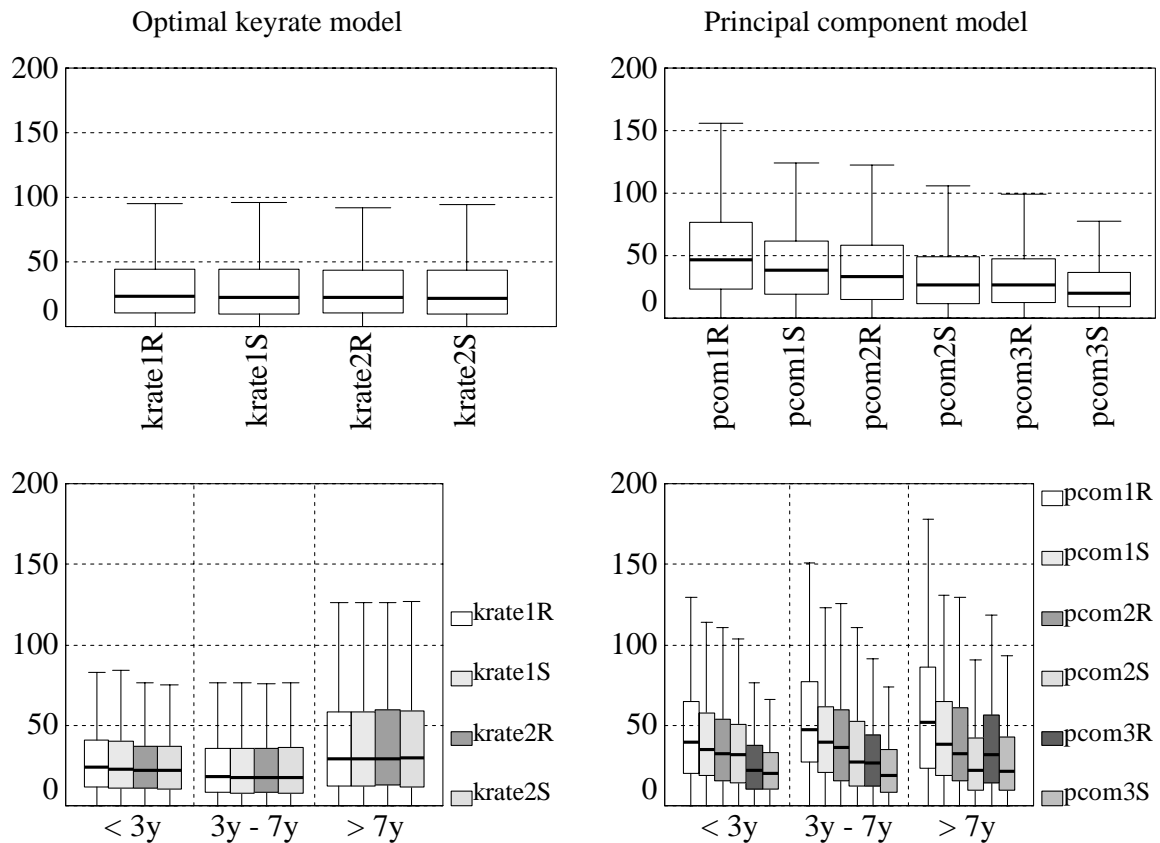 Optimal keyrate model
Principal component model
200
150
100
50
0
krate1R
krate1S
krate2R
krate2S
200
150
100
50
0
pcom1R
pcom1S
pcom2R
pcom2S
pcom3R
pcom3S
200
150
100
50
0
< 3y
3y - 7y
> 7y
krate1R
krate1S
krate2R
krate2S
200
150
100
50
0
< 3y
3y - 7y
> 7y
pcom1R
pcom1S
pcom2R
pcom2S
pcom3R
pcom3S